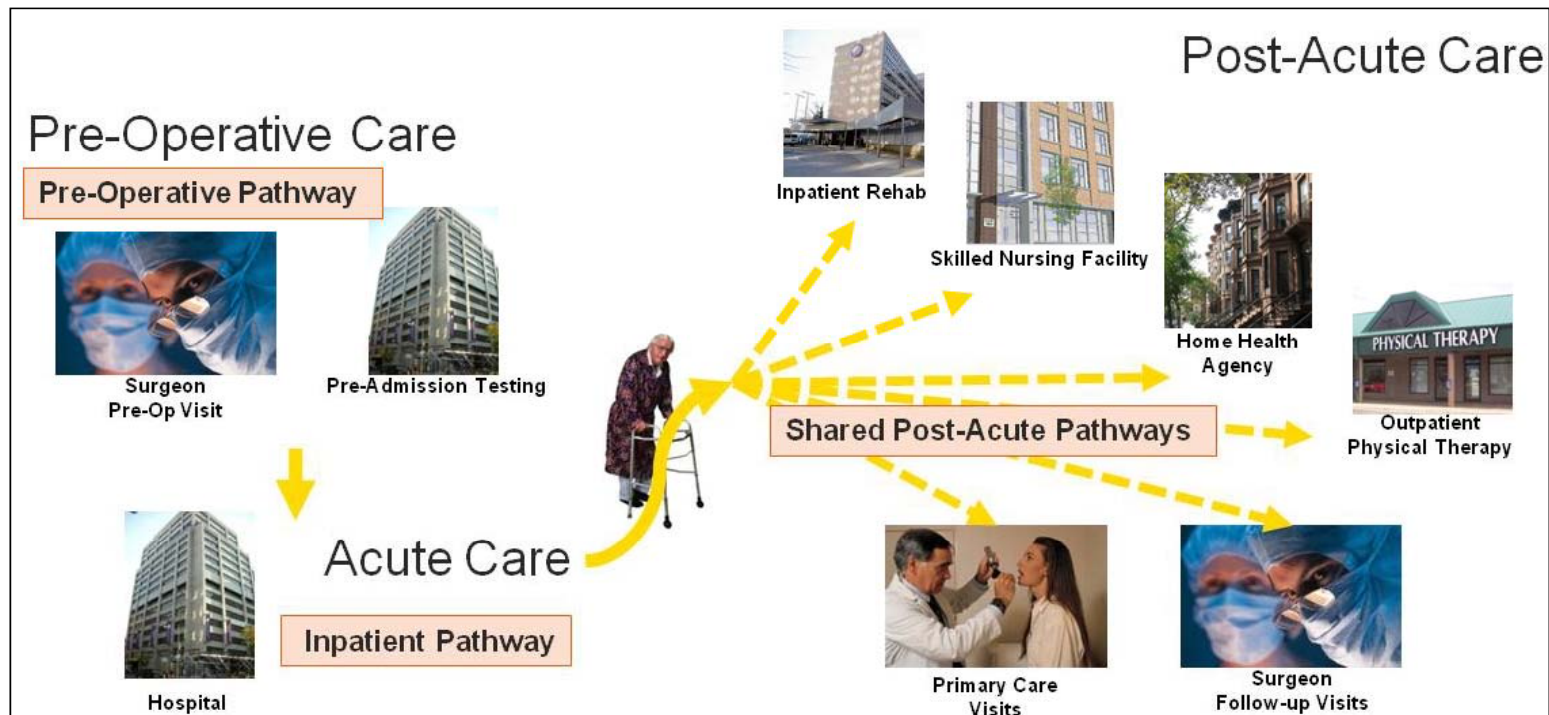 Pre-Operative Care
Pre-Operative Pathway
Surgeon
Pre-Op Visit
Pre-Admission Testing
Hospital
Acute Care
Inpatient Pathway
Post-Acute Care
Inpatient Rehab
Skilled Nursing Facility
Home Health
Agency
PHYSICAL THERAPY
Outpatient
Physical Therapy
Shared Post-Acute Pathways
Primary Care
Visits
Surgeon
Follow-up Visits